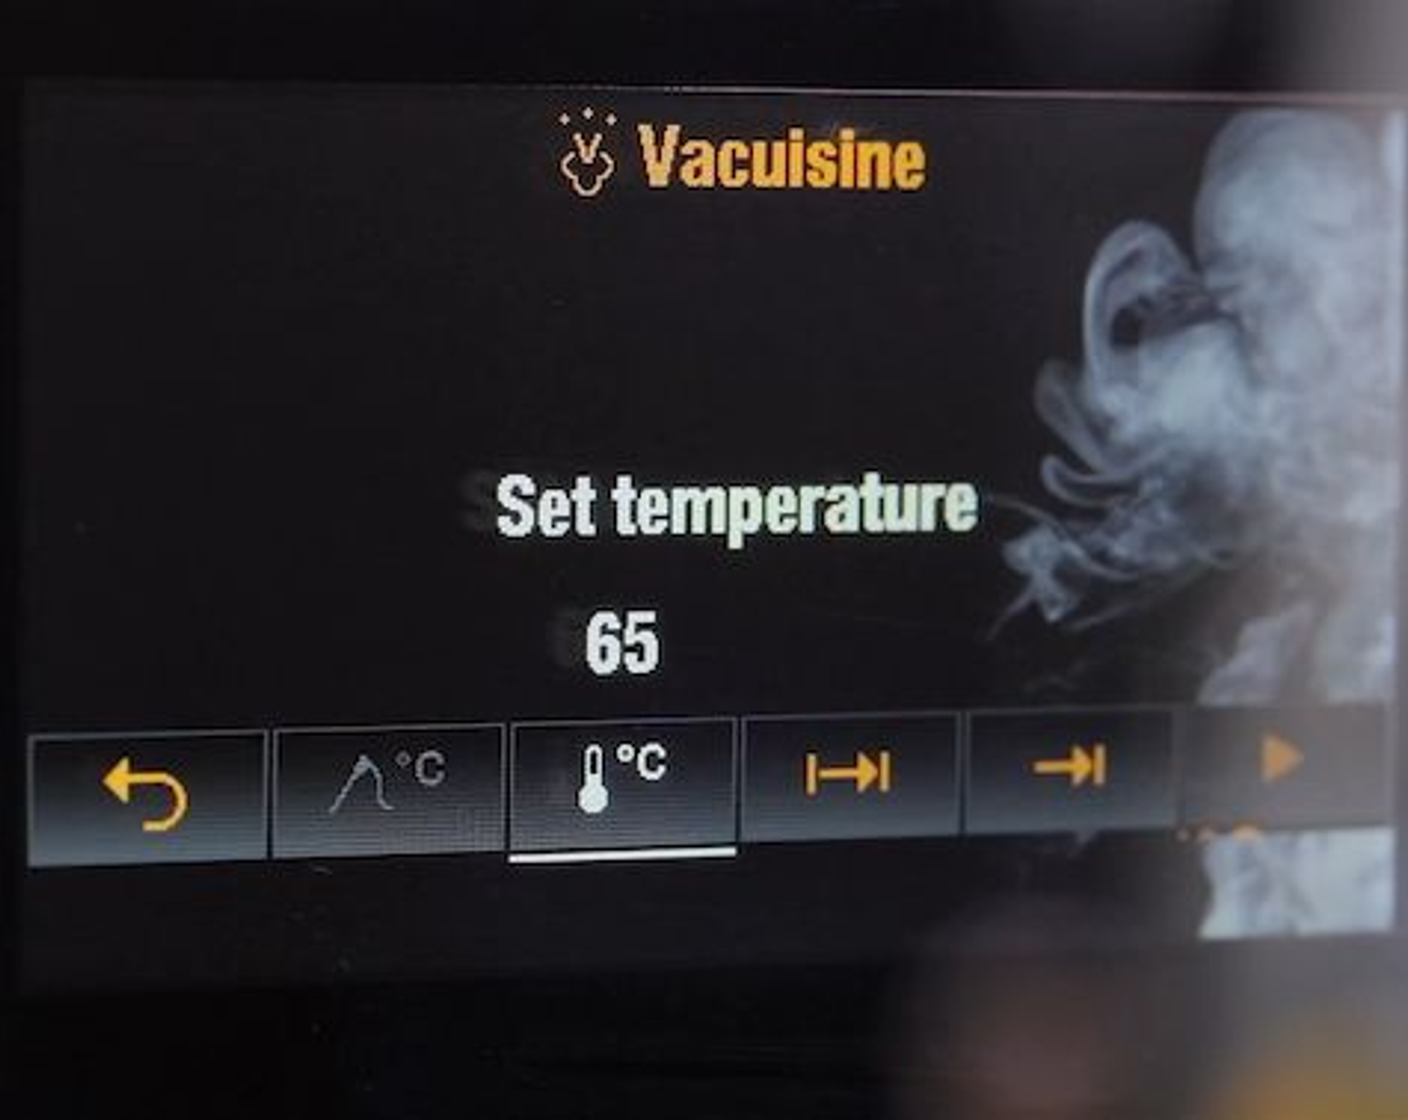 Vacuisine
Set temperature
65
°C °C